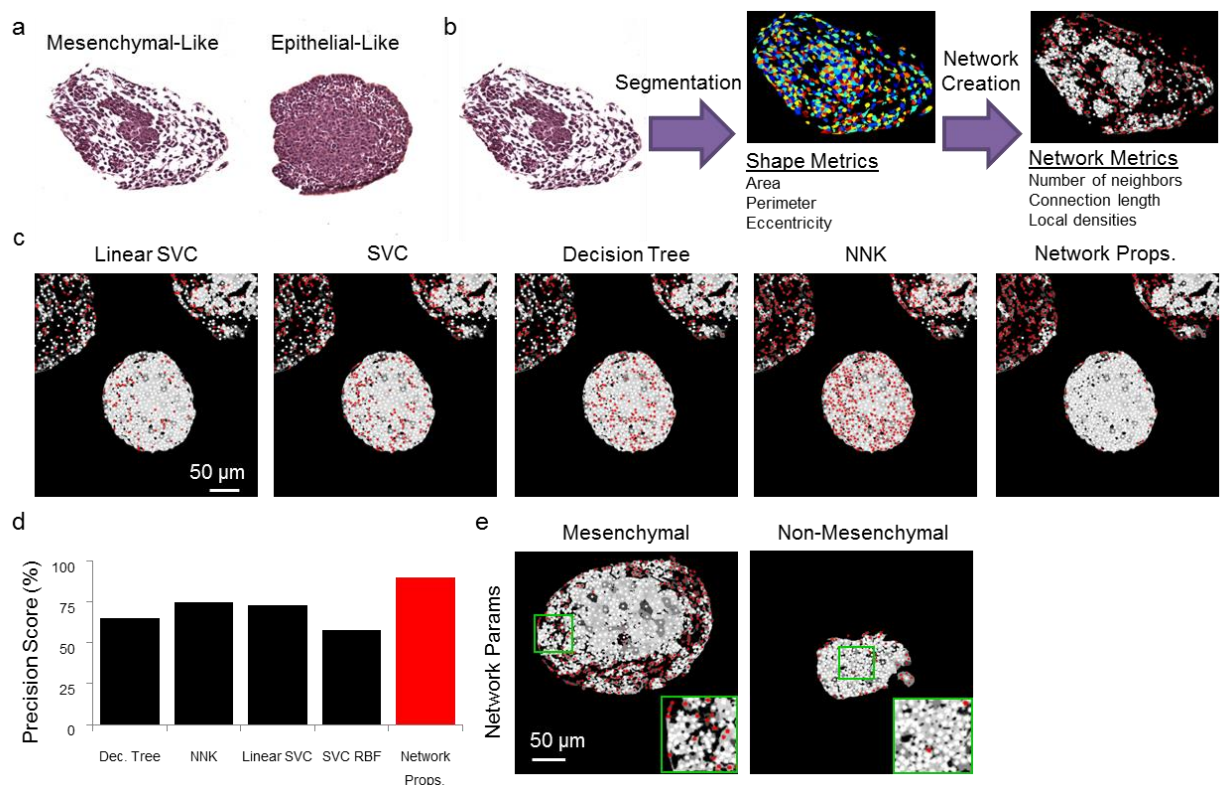 a
Mesenchymal-Like
Epithelial-Like
b
Segmentation
Network
Creation
Shape Metrics
Area
Perimeter
Eccentricity
Network Metrics
Number of neighbors
Connection length
Local densities
c
Linear SVC
SVC
Decision Tree
NNK
Network Props.
50 µm
d
Precision Score (%)
100
75
50
25
0
Dec. Tree
NNK
Linear SVC
SVC RBF
Network
Props.
e
Mesenchymal
Non-Mesenchymal
Network Params
50 µm